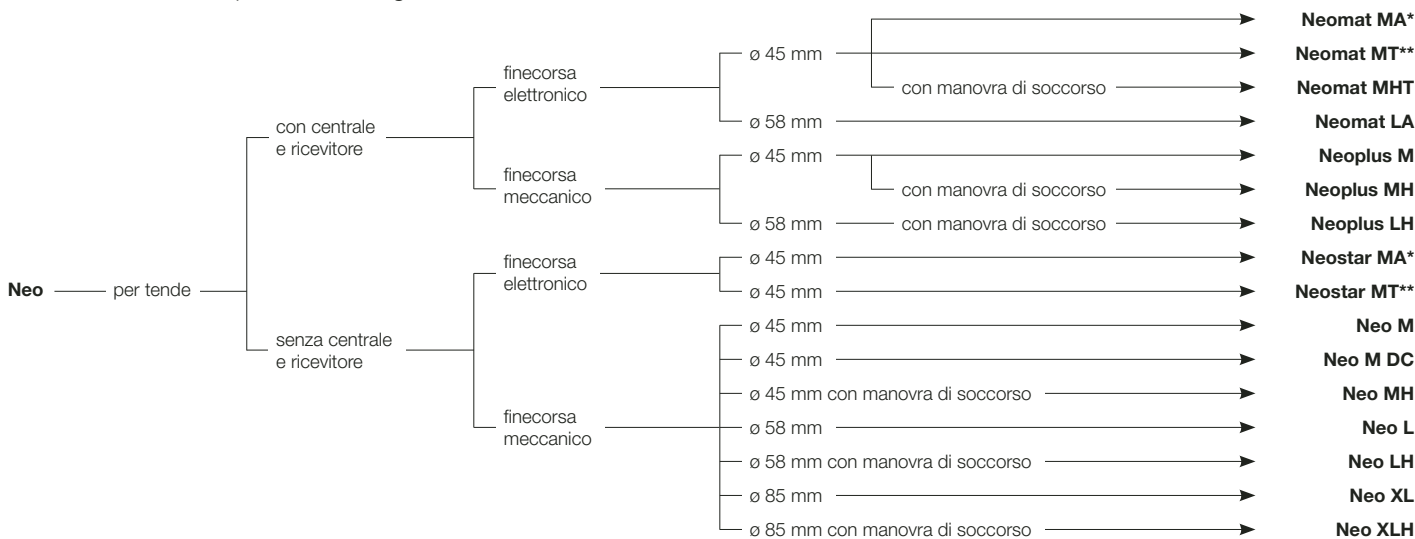 Neomat MA*
ø 45 mm Neomat MT**
finecorsa
elettronico
con manovra di soccorso Neomat MHT
con centrale
e ricevitore
ø 58 mm Neomat LA
ø 45 mm Neoplus M
finecorsa
meccanico
con manovra di soccorso Neoplus MH
ø 58 mm con manovra di soccorso Neoplus LH
finecorsa
elettronico
ø 45 mm Neostar MA*
Neo per tende
ø 45 mm Neostar MT**
ø 45 mm Neo M
senza centrale
e ricevitore
ø 45 mm Neo M DC
ø 45 mm con manovra di soccorso Neo MH
finecorsa
meccanico
ø 58 mm Neo L
ø 58 mm con manovra di soccorso Neo LH
ø 85 mm Neo XL
ø 85 mm con manovra di soccorso Neo XLH